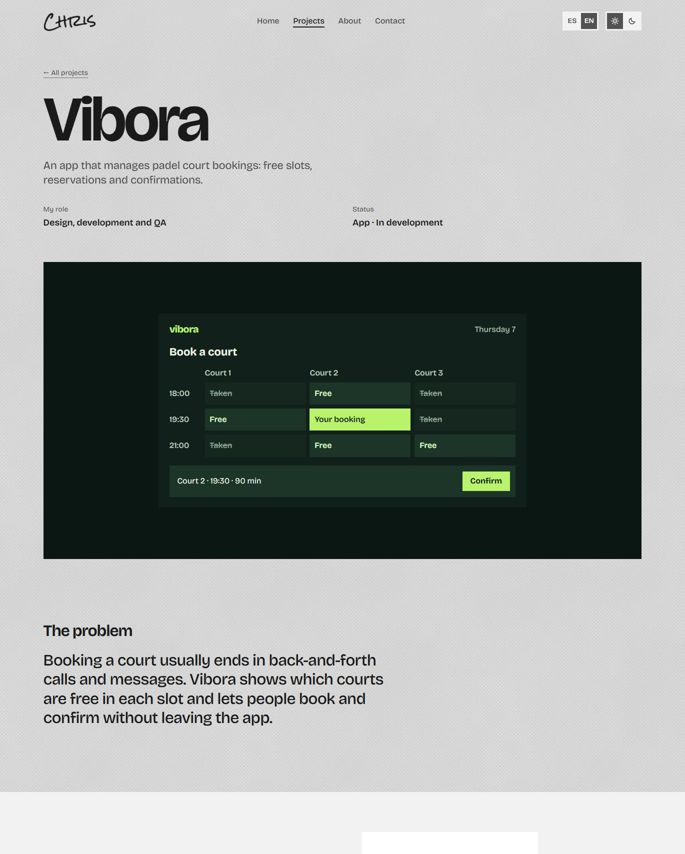 CHRIS
Home Projects About Contact
ES EN
← All projects
Vibora
An app that manages padel court bookings: free slots,
reservations and confirmations.
My role
Design, development and QA
Status
App · In development
vibora
Thursday 7
Book a court
Court 1 Court 2 Court 3
18:00 Taken Free Taken
19:30 Free Your booking Taken
21:00 Taken Free Free
Court 2 · 19:30 · 90 min
Confirm
The problem
Booking a court usually ends in back-and-forth
calls and messages. Vibora shows which courts
are free in each slot and lets people book and
confirm without leaving the app.